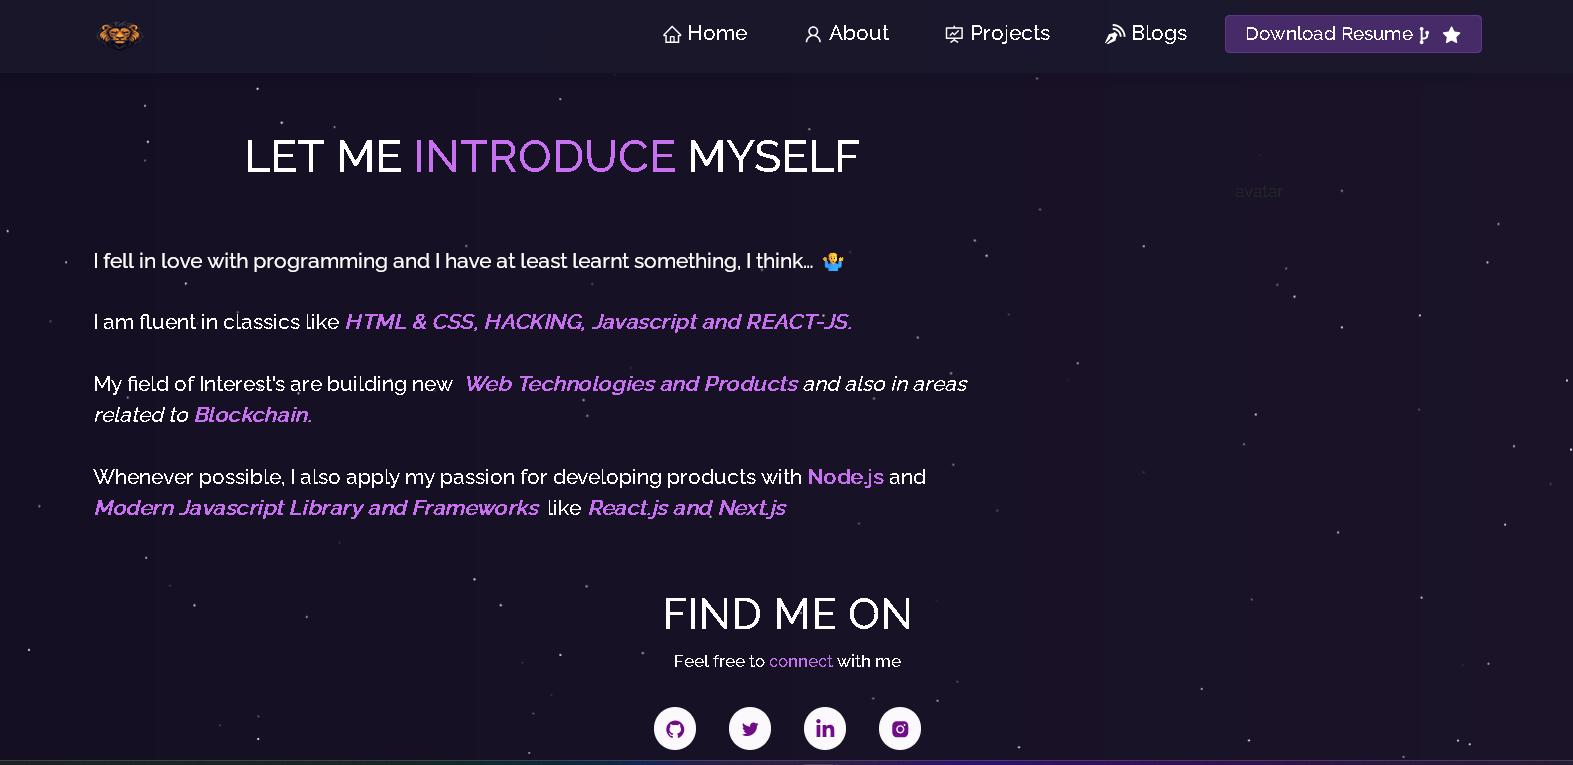 Home About Projects Blogs Download Resume
LET ME INTRODUCE MYSELF
avatar
I fell in love with programming and I have at least learnt something, I think… 🤷
I am fluent in classics like HTML & CSS, HACKING, Javascript and REACT-JS.
My field of Interest's are building new Web Technologies and Products and also in areas
related to Blockchain.
Whenever possible, I also apply my passion for developing products with Node.js and
Modern Javascript Library and Frameworks like React.js and Next.js
FIND ME ON
Feel free to connect with me
in